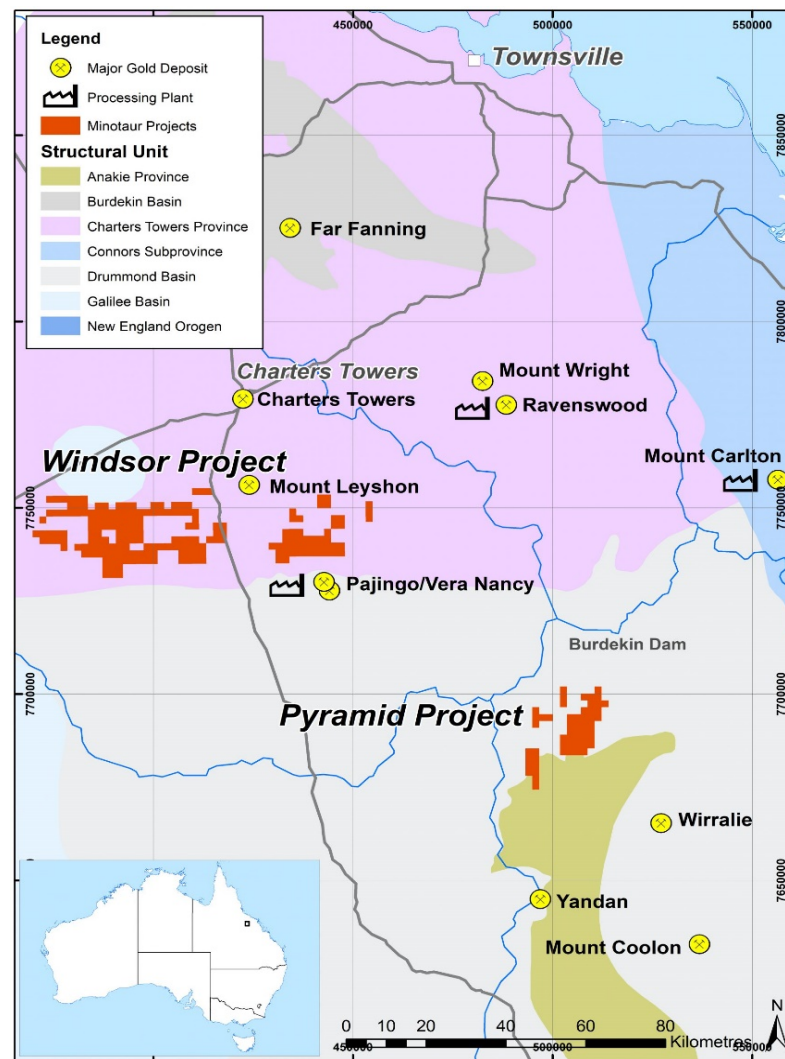 450000 500000 550000
Legend
Major Gold Deposit
Processing Plant
Minotaur Projects
Structural Unit
Anakie Province
Burdekin Basin
Charters Towers Province
Connors Subprovince
Drummond Basin
Galilee Basin
New England Orogen
Townsville
7850000
Far Fanning
7800000
7800000
Charters Towers
Charters Towers
Mount Wright
Ravenswood
Mount Carlton
Windsor Project
Mount Leyshon
7750000
7750000
Pajingo/Vera Nancy
Burdekin Dam
7700000
7700000
Pyramid Project
Wirralie
7650000
Yandan
Mount Coolon
N
0 10 20 40 60 80
Kilometres
450000 500000 550000